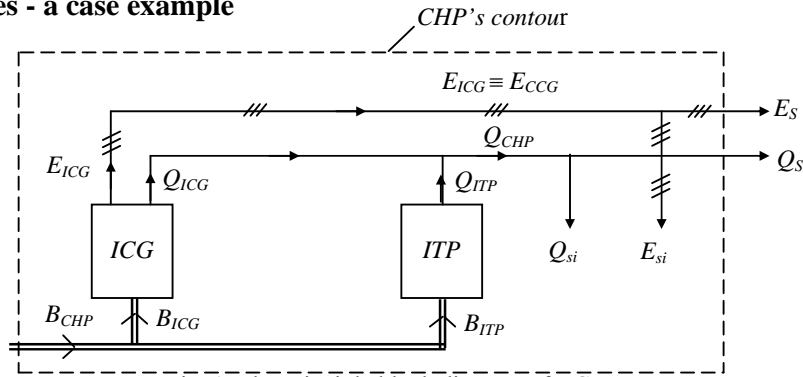 es - a case example
CHP's contour
E_ICG ≡ E_CCG
E_S
Q_CHP
E_ICG
Q_ICG
Q_ITP
Q_S
ICG
ITP
Q_si
E_si
B_CHP
B_ICG
B_ITP